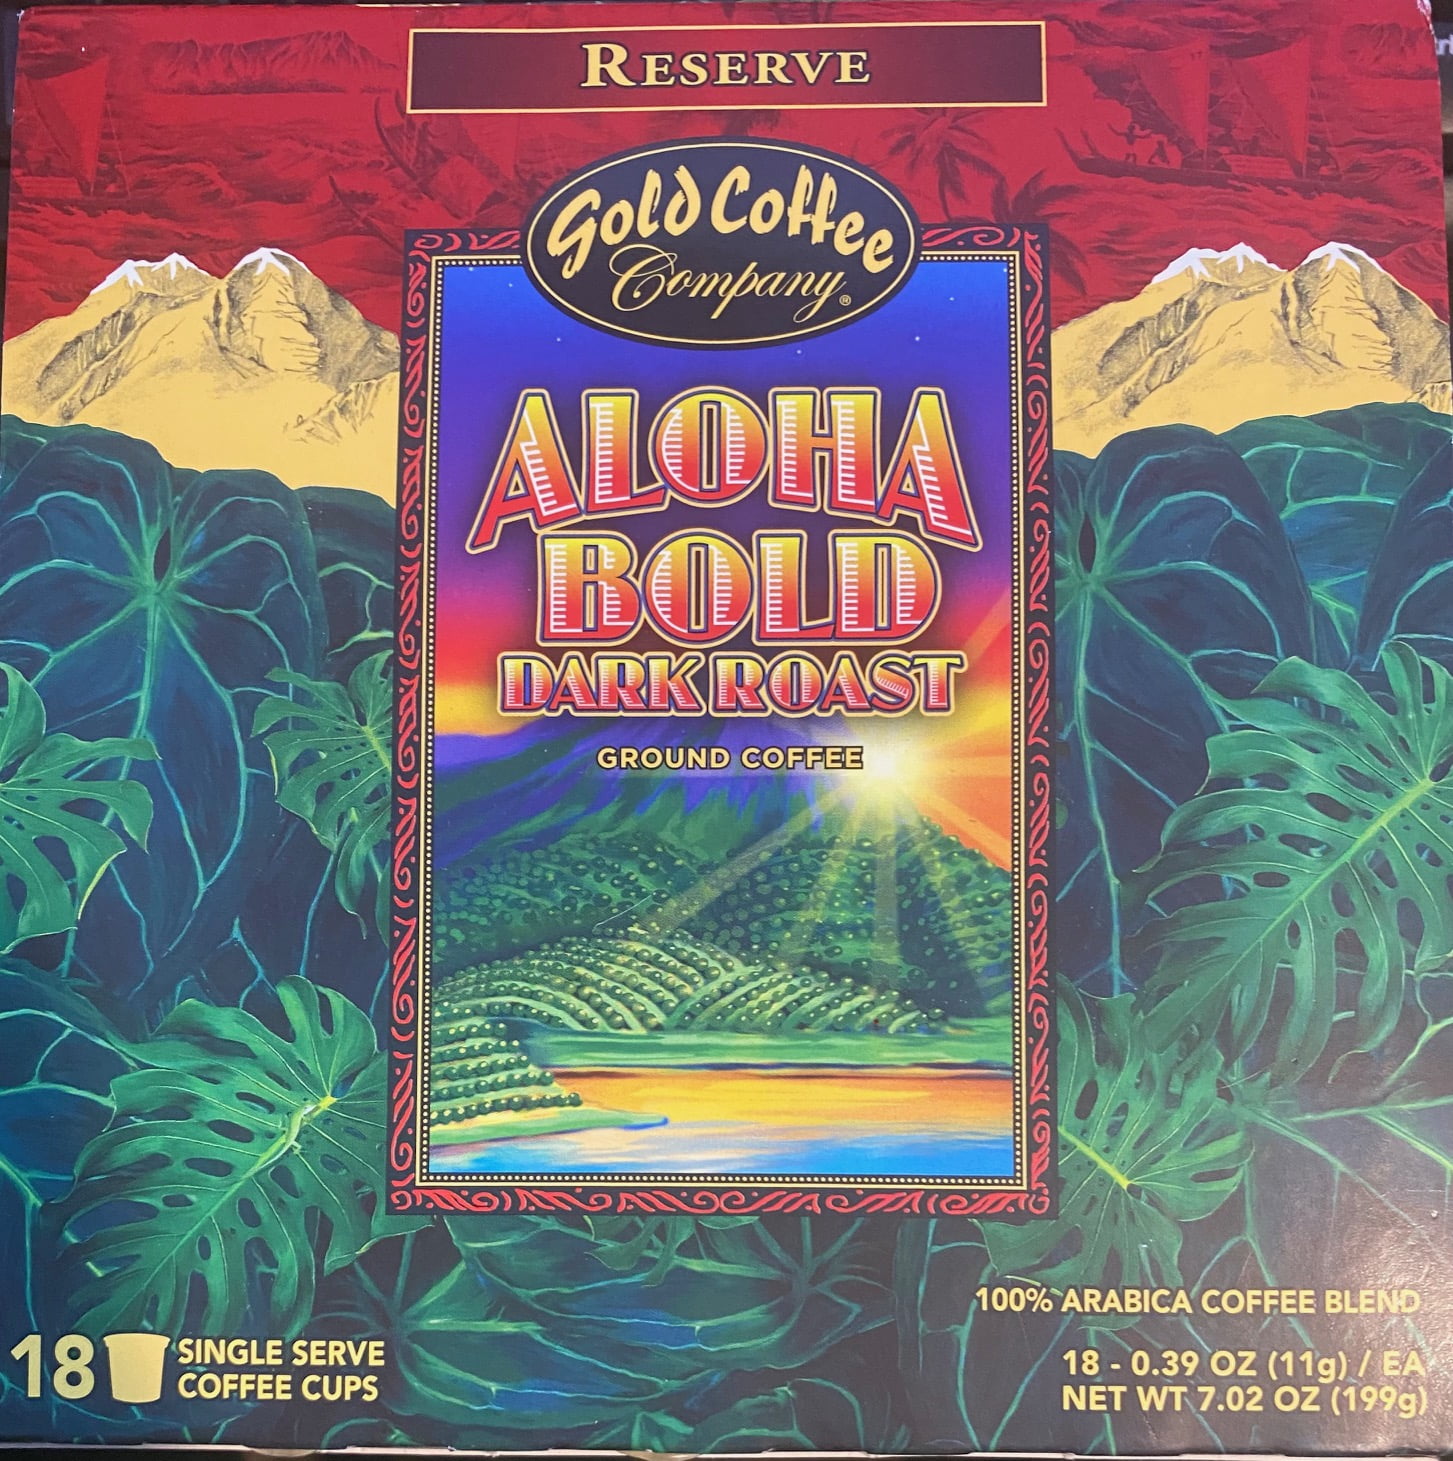 RESERVE
Gold Coffee
Company®
ALOHA
BOLD
DARK ROAST
GROUND COFFEE
100% ARABICA COFFEE BLEND
18 SINGLE SERVE
COFFEE CUPS
18 - 0.39 OZ (11g) / EA
NET WT 7.02 OZ (199g)